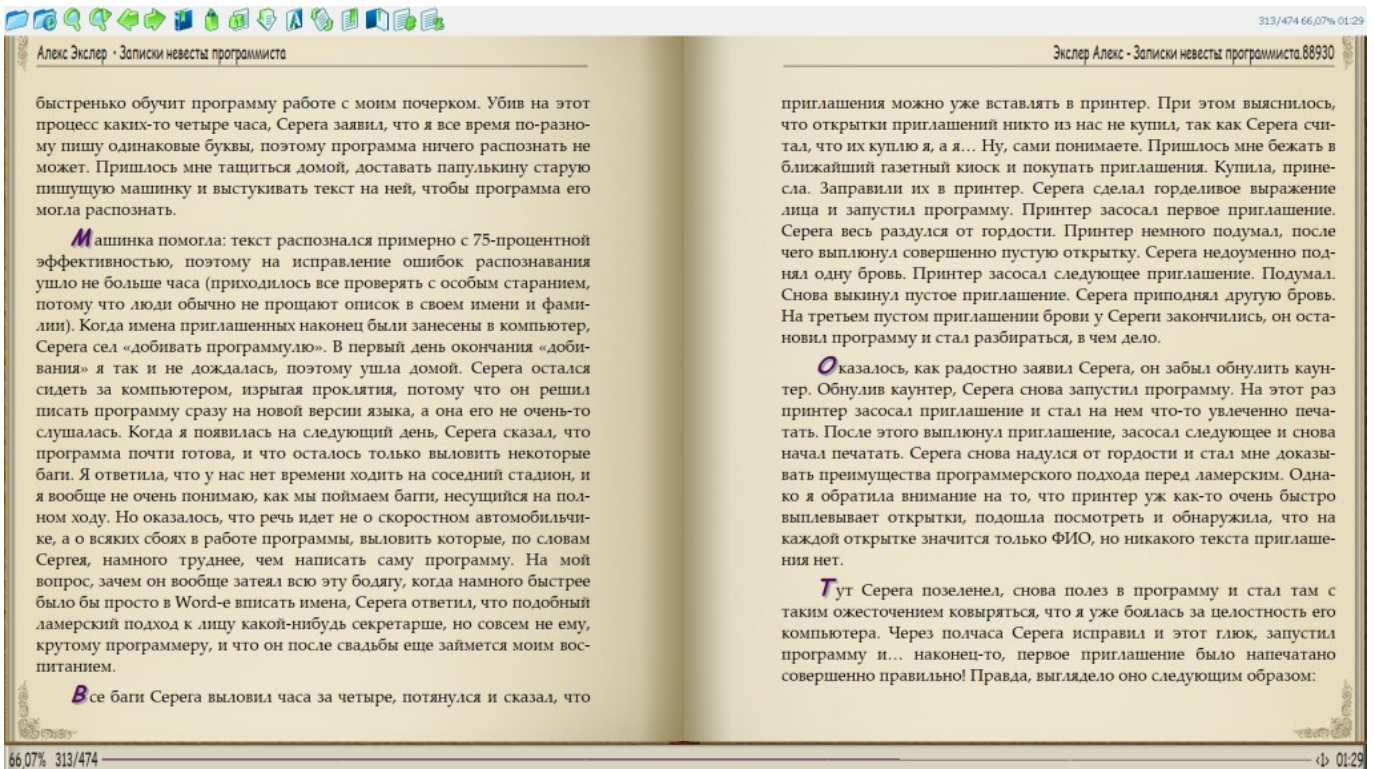 313/474 66,07% 01:29
Алекс Экслер · Записки невесты программиста
Экслер Алекс - Записки невесты программиста.88930
быстренько обучит программу работе с моим почерком. Убив на этот
процесс каких-то четыре часа, Серега заявил, что я все время по-разно-
му пишу одинаковые буквы, поэтому программа ничего распознать не
может. Пришлось мне тащиться домой, доставать папулькину старую
пишущую машинку и выстукивать текст на ней, чтобы программа его
могла распознать.
Машинка помогла: текст распознался примерно с 75-процентной
эффективностью, поэтому на исправление ошибок распознавания
ушло не больше часа (приходилось все проверять с особым старанием,
потому что люди обычно не прощают описок в своем имени и фами-
лии). Когда имена приглашенных наконец были занесены в компьютер,
Серега сел «добивать программулю». В первый день окончания «доби-
вания» я так и не дождалась, поэтому ушла домой. Серега остался
сидеть за компьютером, изрыгая проклятия, потому что он решил
писать программу сразу на новой версии языка, а она его не очень-то
слушалась. Когда я появилась на следующий день, Серега сказал, что
программа почти готова, и что осталось только выловить некоторые
баги. Я ответила, что у нас нет времени ходить на соседний стадион, и
я вообще не очень понимаю, как мы поймаем багги, несущийся на пол-
ном ходу. Но оказалось, что речь идет не о скоростном автомобильчи-
ке, а о всяких сбоях в работе программы, выловить которые, по словам
Сергея, намного труднее, чем написать саму программу. На мой
вопрос, зачем он вообще затеял всю эту бодягу, когда намного быстрее
было бы просто в Word-е вписать имена, Серега ответил, что подобный
ламерский подход к лицу какой-нибудь секретарше, но совсем не ему,
крутому программеру, и что он после свадьбы еще займется моим вос-
питанием.
Все баги Серега выловил часа за четыре, потянулся и сказал, что
приглашения можно уже вставлять в принтер. При этом выяснилось,
что открытки приглашений никто из нас не купил, так как Серега счи-
тал, что их куплю я, а я… Ну, сами понимаете. Пришлось мне бежать в
ближайший газетный киоск и покупать приглашения. Купила, прине-
сла. Заправили их в принтер. Серега сделал горделивое выражение
лица и запустил программу. Принтер засосал первое приглашение.
Серега весь раздулся от гордости. Принтер немного подумал, после
чего выплюнул совершенно пустую открытку. Серега недоуменно под-
нял одну бровь. Принтер засосал следующее приглашение. Подумал.
Снова выкинул пустое приглашение. Серега приподнял другую бровь.
На третьем пустом приглашении брови у Сереги закончились, он оста-
новил программу и стал разбираться, в чем дело.
Оказалось, как радостно заявил Серега, он забыл обнулить каун-
тер. Обнулив каунтер, Серега снова запустил программу. На этот раз
принтер засосал приглашение и стал на нем что-то увлеченно печа-
тать. После этого выплюнул приглашение, засосал следующее и снова
начал печатать. Серега снова надулся от гордости и стал мне доказы-
вать преимущества программерского подхода перед ламерским. Одна-
ко я обратила внимание на то, что принтер уж как-то очень быстро
выплевывает открытки, подошла посмотреть и обнаружила, что на
каждой открытке значится только ФИО, но никакого текста приглаше-
ния нет.
Тут Серега позеленел, снова полез в программу и стал там с
таким ожесточением ковыряться, что я уже боялась за целостность его
компьютера. Через полчаса Серега исправил и этот глюк, запустил
программу и… наконец-то, первое приглашение было напечатано
совершенно правильно! Правда, выглядело оно следующим образом:
66,07% 313/474
‹1› 01:29